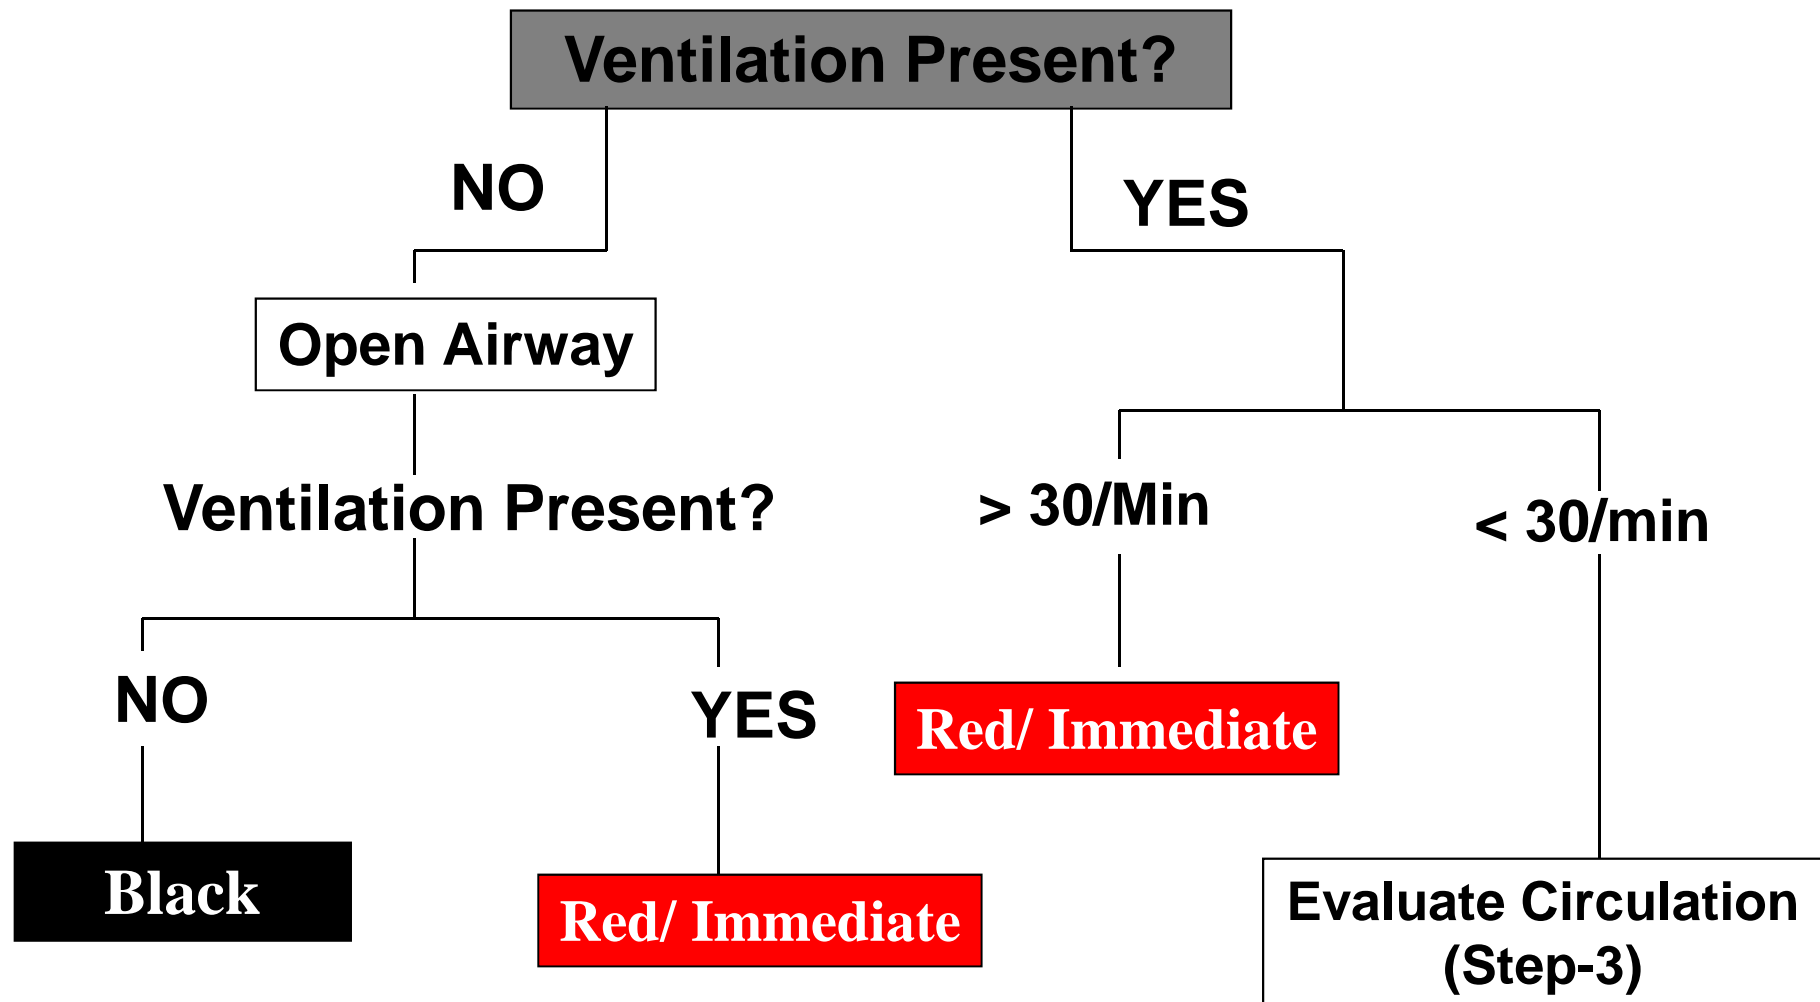 Ventilation Present?
NO
YES
Open Airway
Ventilation Present?
> 30/Min
< 30/min
NO
YES
Red/ Immediate
Black
Red/ Immediate
Evaluate Circulation
(Step-3)